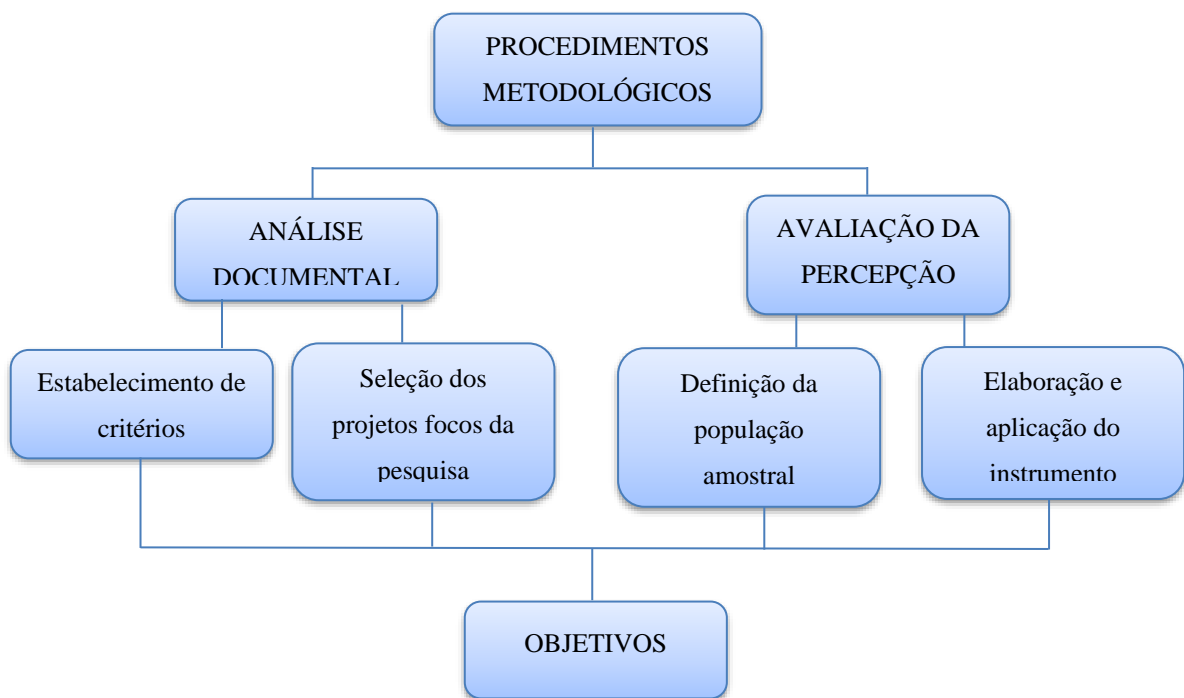 PROCEDIMENTOS
METODOLÓGICOS
ANÁLISE
DOCUMENTAL
AVALIAÇÃO DA
PERCEPÇÃO
Estabelecimento de
critérios
Seleção dos
projetos focos da
pesquisa
Definição da
população
amostral
Elaboração e
aplicação do
instrumento
OBJETIVOS